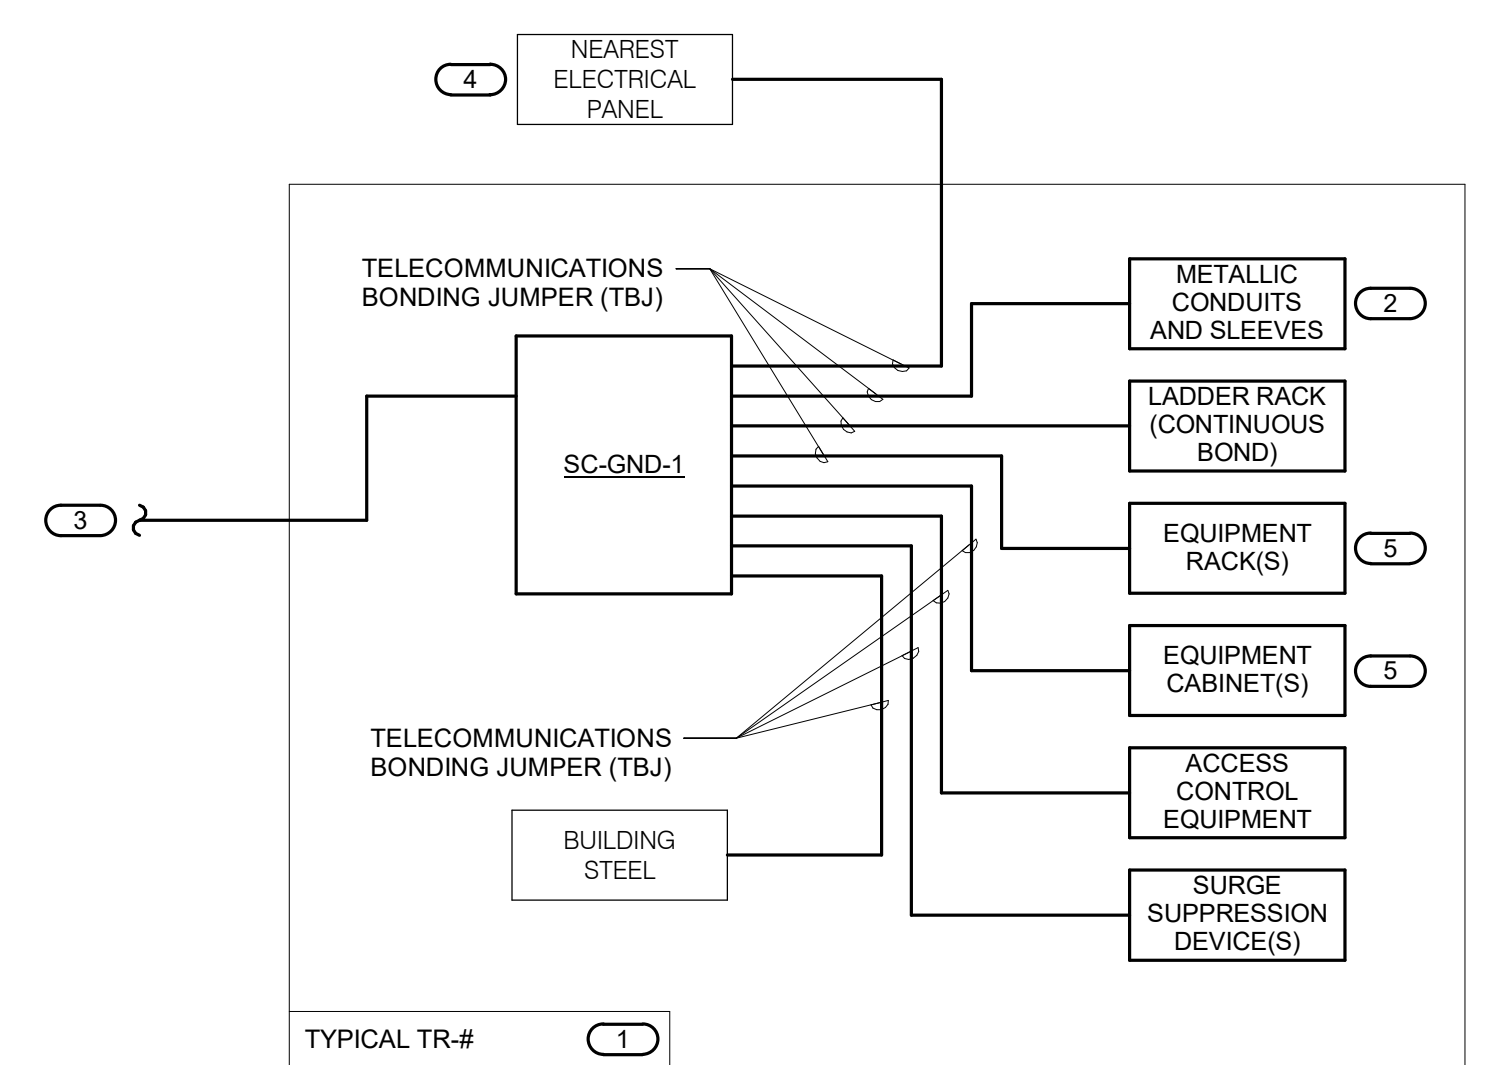 NEAREST
ELECTRICAL
PANEL
4
TELECOMMUNICATIONS
BONDING JUMPER (TBJ)
METALLIC
CONDUITS
AND SLEEVES
2
LADDER RACK
(CONTINUOUS
BOND)
SC-GND-1
3
EQUIPMENT
RACK(S)
5
EQUIPMENT
CABINET(S)
5
TELECOMMUNICATIONS
BONDING JUMPER (TBJ)
ACCESS
CONTROL
EQUIPMENT
BUILDING
STEEL
SURGE
SUPPRESSION
DEVICE(S)
TYPICAL TR-#
1